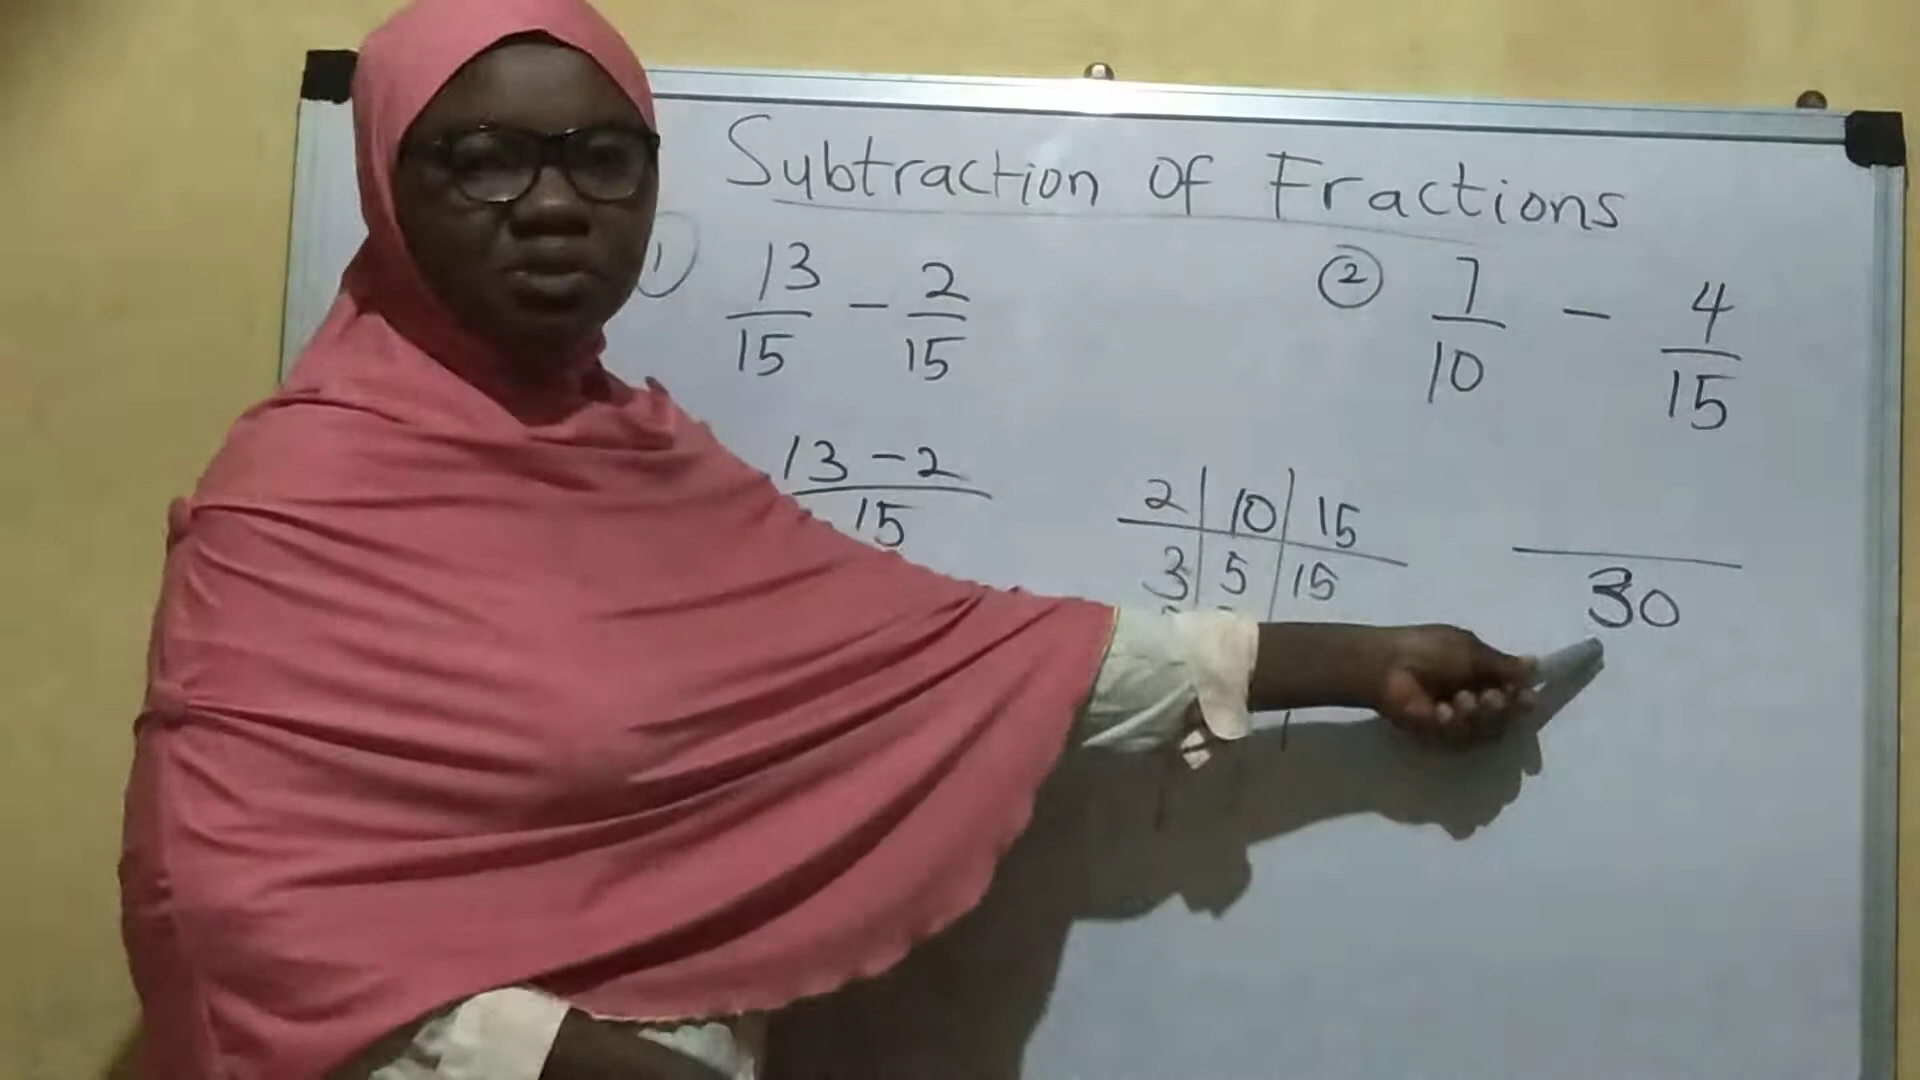 Subtraction of Fractions
① 13/15 - 2/15
13 - 2/15
② 7/10 - 4/15
2 | 10 | 15
3 | 5 | 15
30